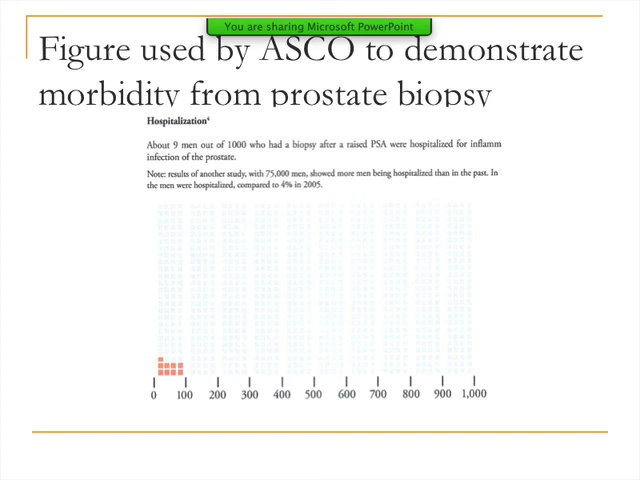 You are sharing Microsoft PowerPoint
Figure used by ASCO to demonstrate
morbidity from prostate biopsy
Hospitalization⁴
About 9 men out of 1000 who had a biopsy after a raised PSA were hospitalized for inflamm
infection of the prostate.
Note: results of another study, with 75,000 men, showed more men being hospitalized than in the past. In
the men were hospitalized, compared to 4% in 2005.
0 100 200 300 400 500 600 700 800 900 1,000